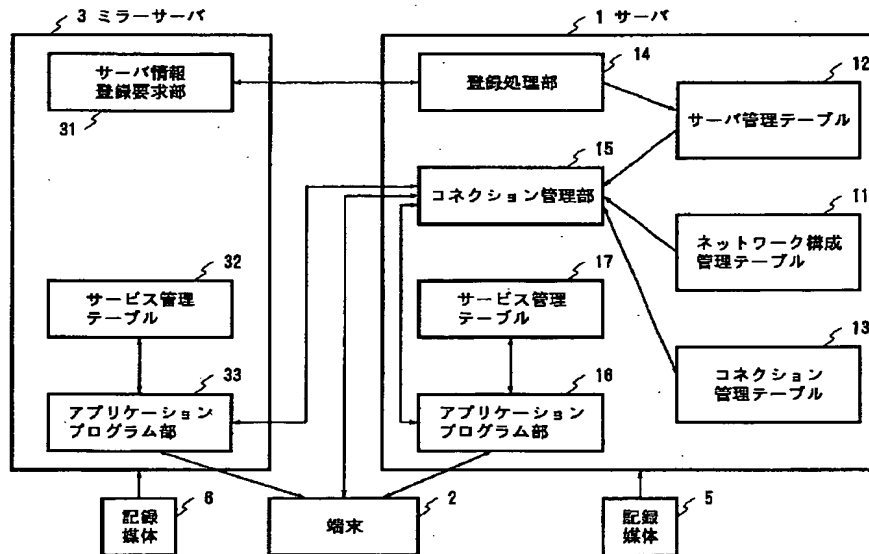 3 ミラーサーバ
サーバ情報
登録要求部
31
32
サービス管理
テーブル
33
アプリケーション
プログラム部
1 サーバ
14
登録処理部
12
サーバ管理テーブル
15
コネクション管理部
11
ネットワーク構成
管理テーブル
17
サービス管理
テーブル
13
コネクション
管理テーブル
16
アプリケーション
プログラム部
6
記録
媒体
2
端末
5
記録
媒体